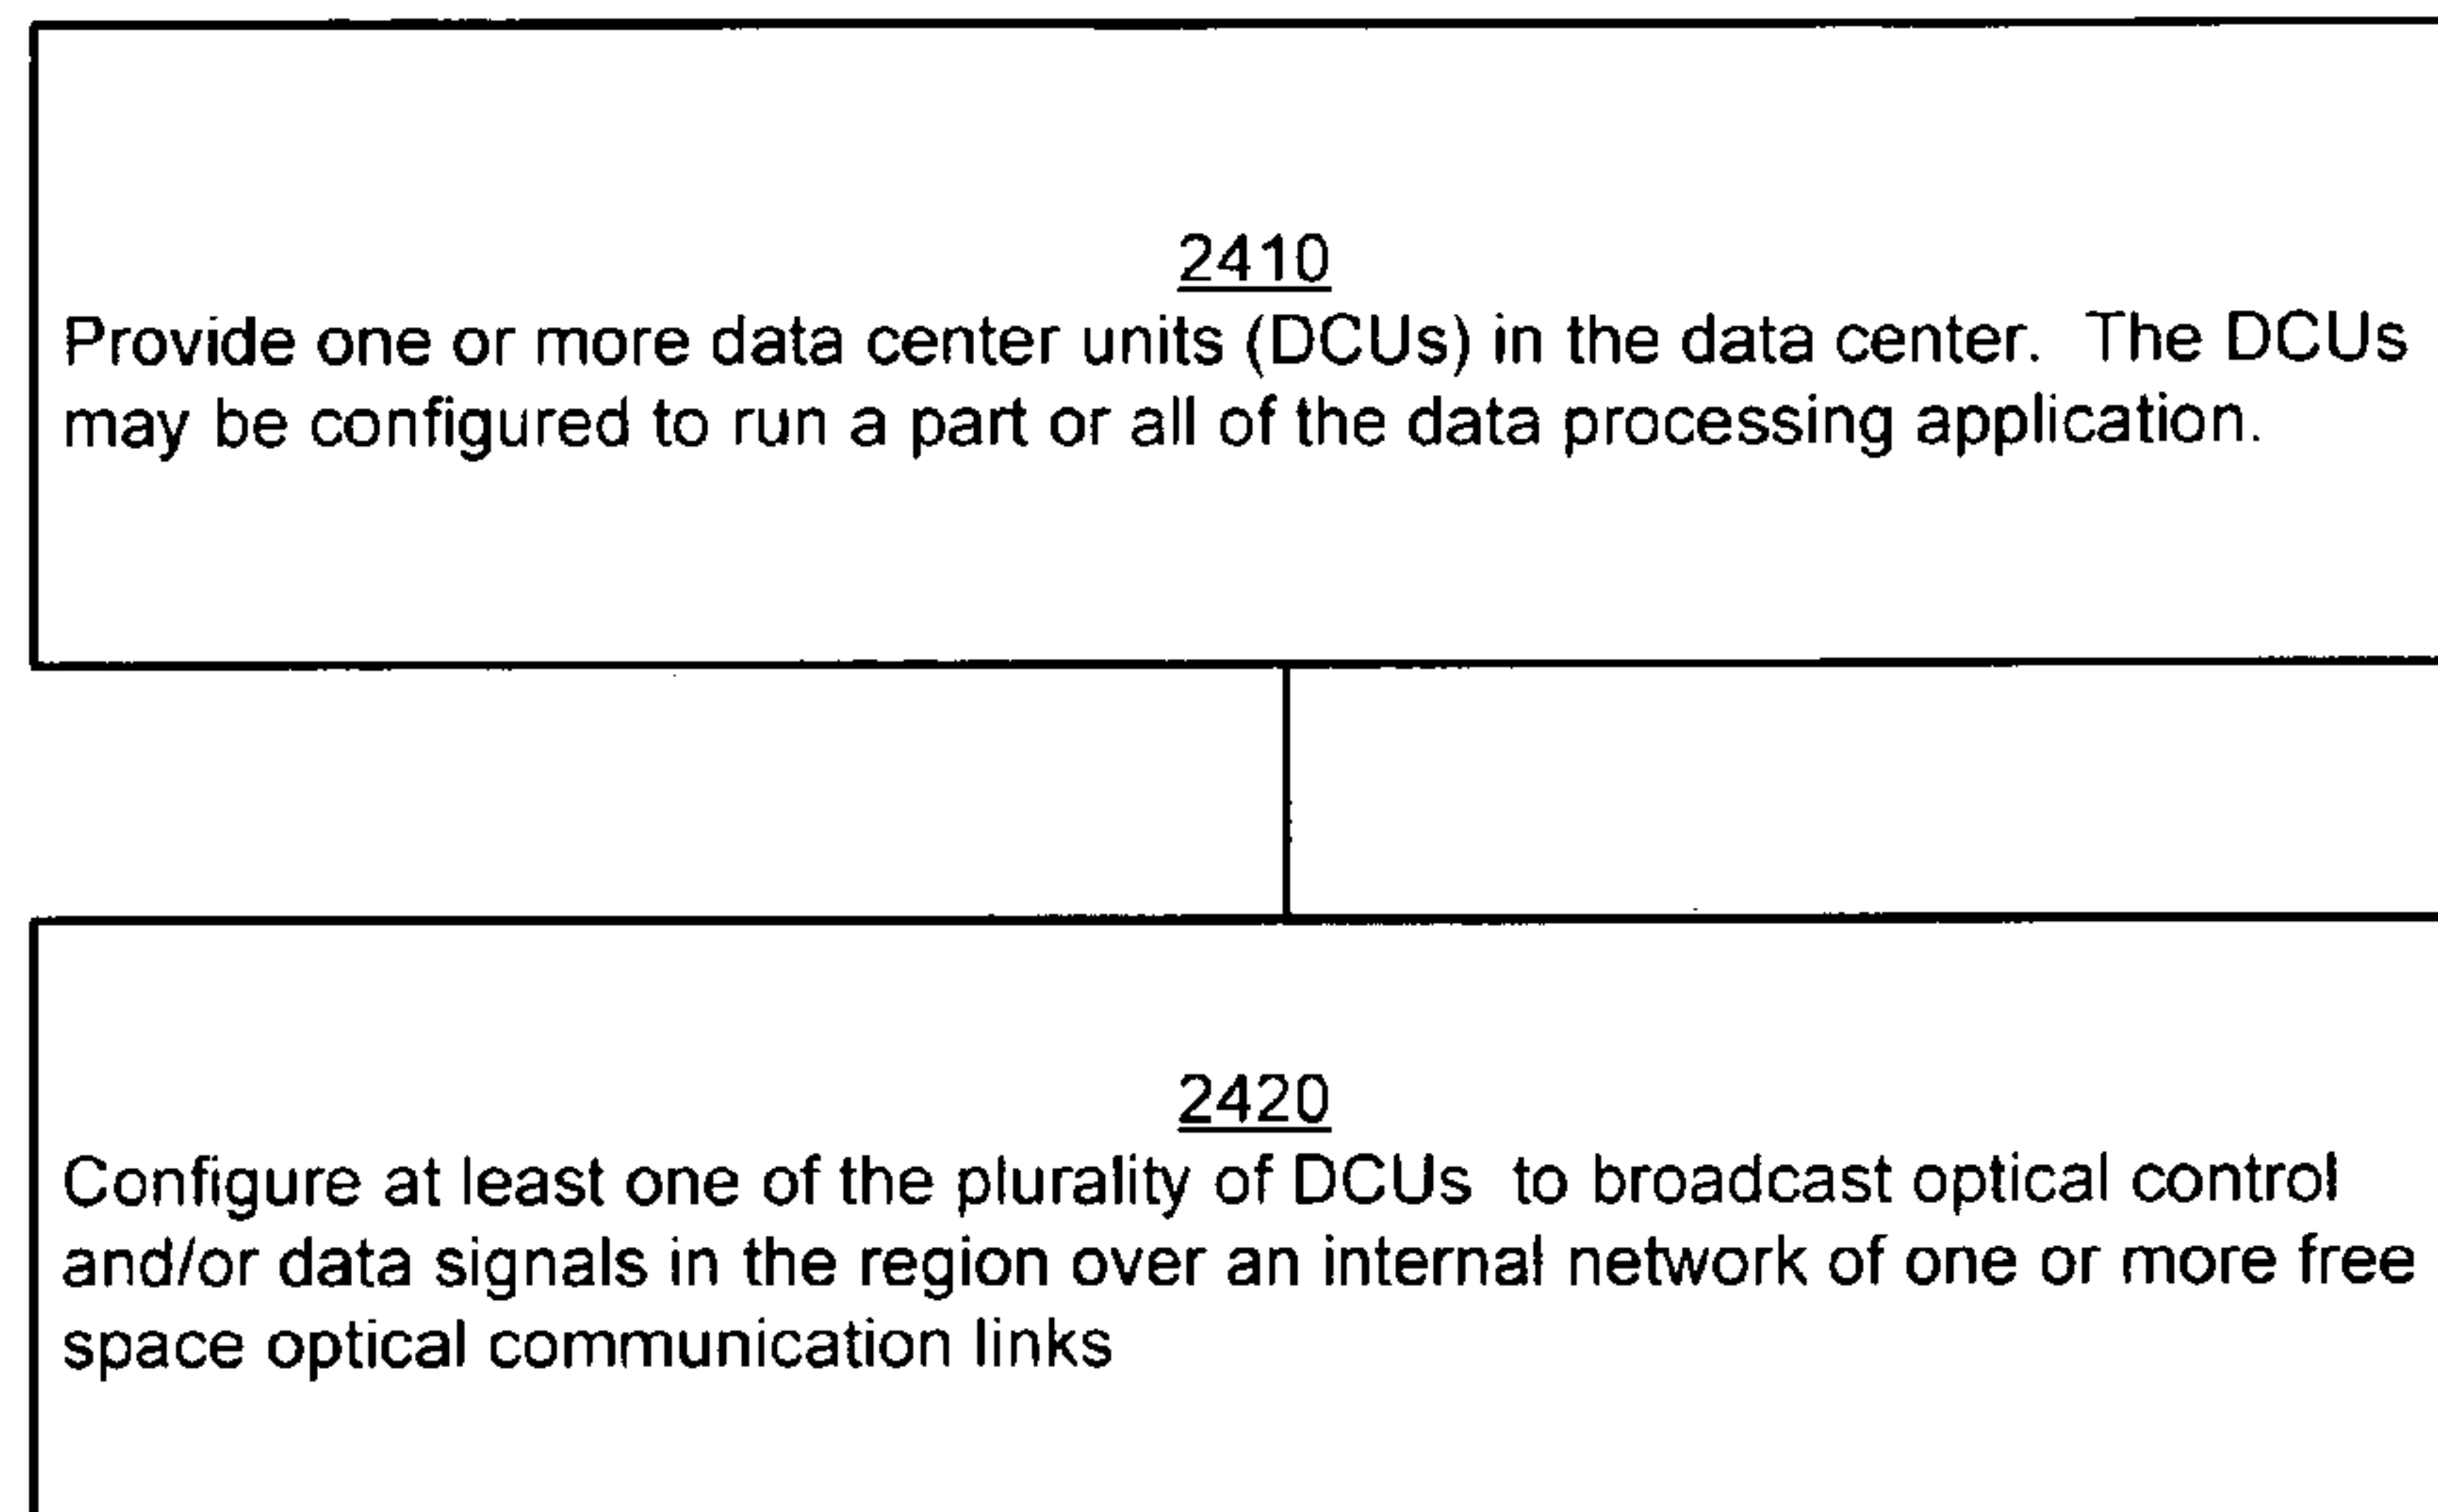 2410
Provide one or more data center units (DCUs) in the data center. The DCUs
may be configured to run a part or all of the data processing application.
2420
Configure at least one of the plurality of DCUs to broadcast optical control
and/or data signals in the region over an internal network of one or more free
space optical communication links